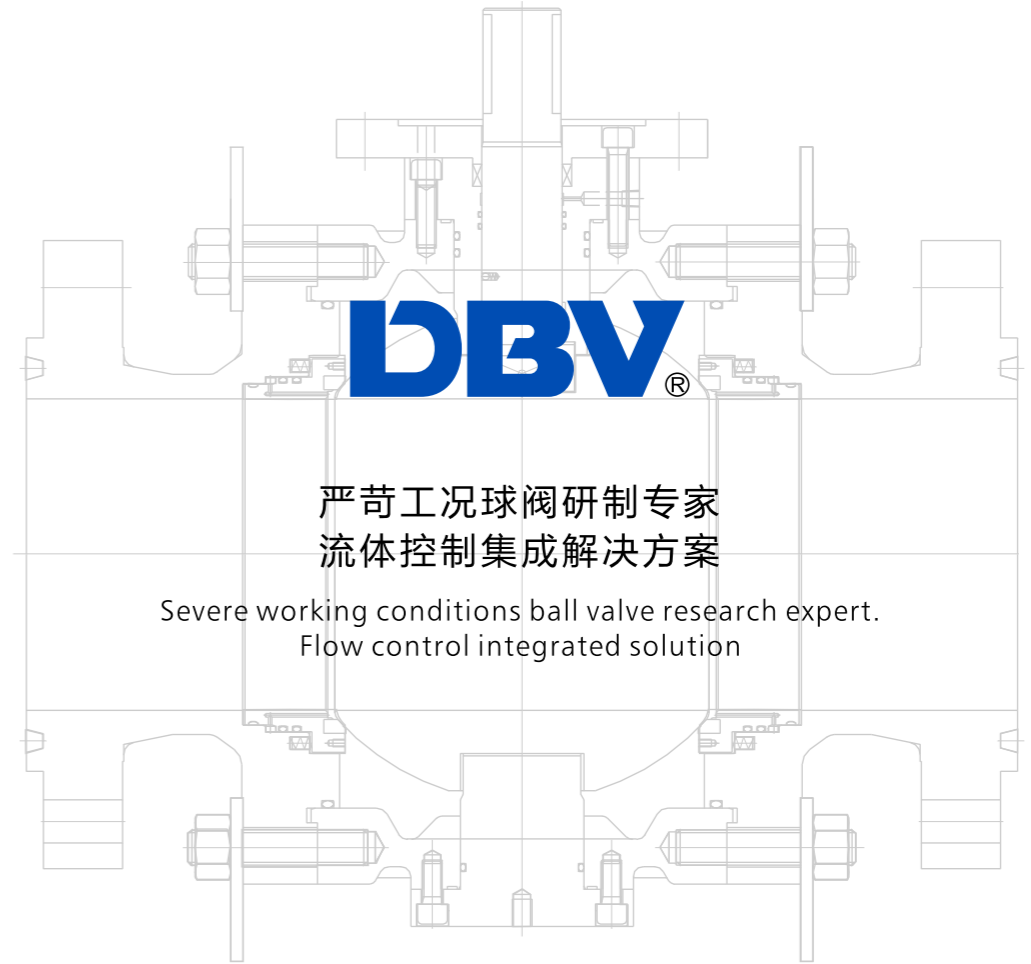 DBV®
严苛工况球阀研制专家
流体控制集成解决方案
Severe working conditions ball valve research expert.
Flow control integrated solution